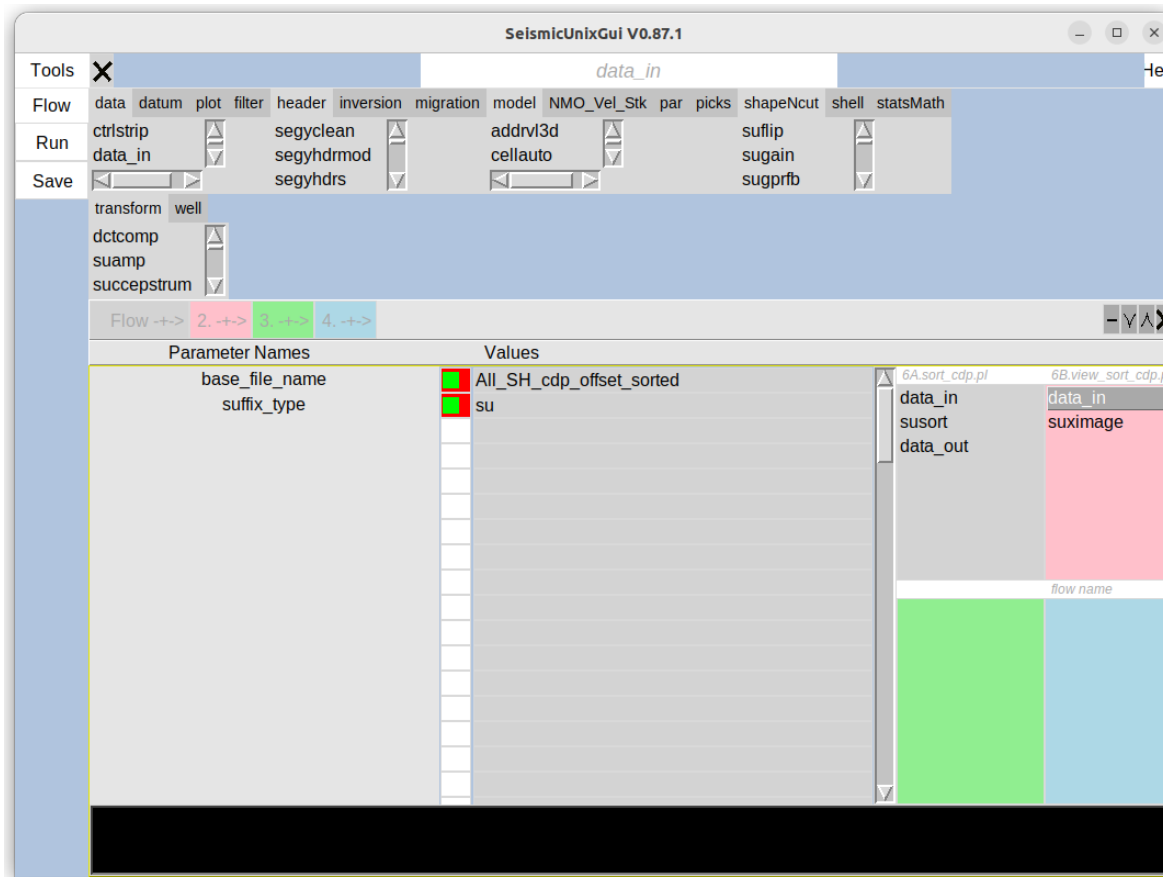 SeismicUnixGui V0.87.1
Tools data_in He
Flow data datum plot filter header inversion migration model NMO_Vel_Stk par picks shapeNcut shell statsMath
ctrlstrip segyclean addrvl3d suflip
Run data_in segyhdrmod cellauto sugain
Save segyhdrs sugprfb
transform well
dctcomp
suamp
succepstrum
Flow -+-> 2. -+-> 3. -+-> 4. -+->
Parameter Names Values
base_file_name All_SH_cdp_offset_sorted 6A.sort_cdp.pl 6B.view_sort_cdp.p
suffix_type su data_in data_in
susort suximage
data_out
flow name